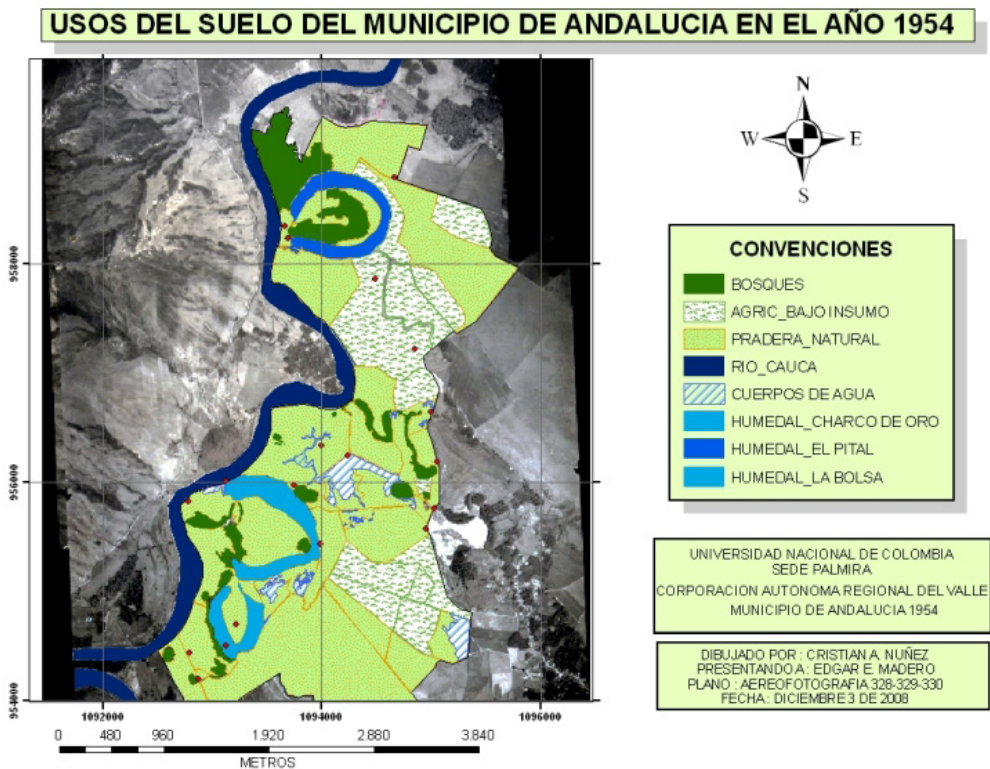 USOS DEL SUELO DEL MUNICIPIO DE ANDALUCIA EN EL AÑO 1954
N
W
E
S
958000
956000
954000
1092000
1094000
1096000
0 480 960 1.920 2.880 3.840
METROS
CONVENCIONES
BOSQUES
AGRIC_BAJO INSUMO
PRADERA_NATURAL
RIO_CAUCA
CUERPOS DE AGUA
HUMEDAL_CHARCO DE ORO
HUMEDAL_EL PITAL
HUMEDAL_LA BOLSA
UNIVERSIDAD NACIONAL DE COLOMBIA
SEDE PALMIRA
CORPORACION AUTONOMA REGIONAL DEL VALLE
MUNICIPIO DE ANDALUCIA 1954
DIBUJADO POR : CRISTIAN A. NUÑEZ
PRESENTANDO A : EDGAR E. MADERO
PLANO : AEREOFOTOGRAFIA 328-329-330
FECHA : DICIEMBRE 3 DE 2008